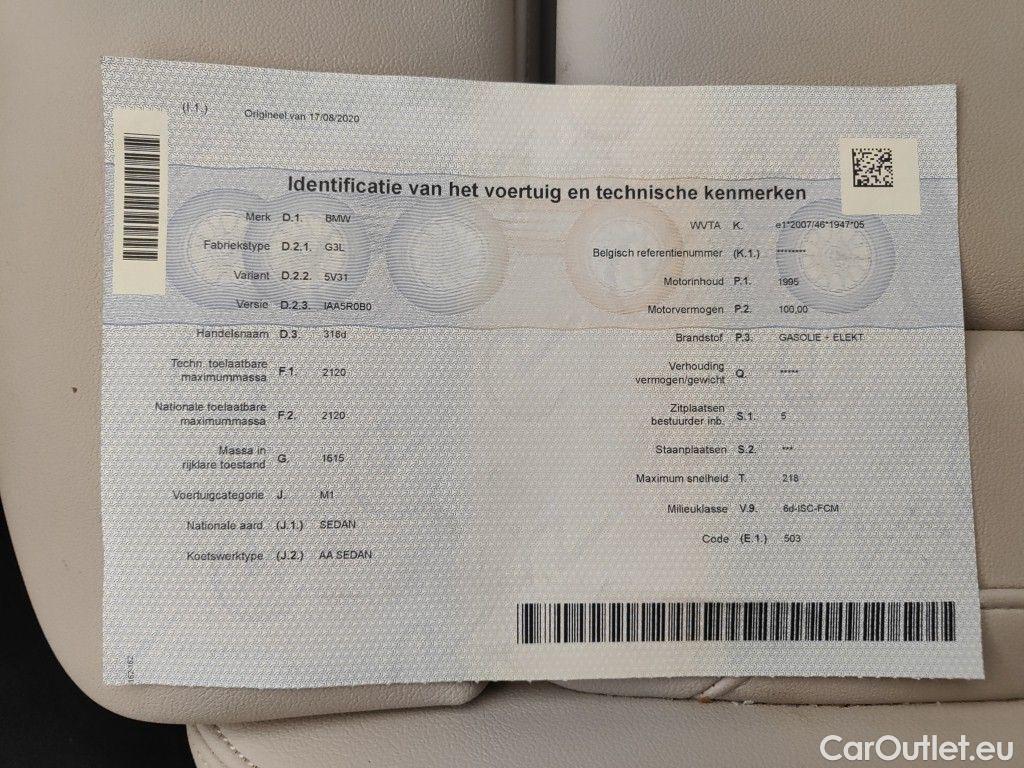 (I.1.) Origineel van 17/08/2020
Identificatie van het voertuig en technische kenmerken
Merk D.1. BMW
Fabriekstype D.2.1. G3L
Variant D.2.2. 5V31
Versie D.2.3. IAA5R0B0
Handelsnaam D.3 318d
Techn. toelaatbare
maximummassa F.1. 2120
Nationale toelaatbare
maximummassa F.2. 2120
Massa in
rijklare toestand G. 1615
Voertuigcategorie J. M1
Nationale aard (J.1.) SEDAN
Koetswerktype (J.2.) AA SEDAN
WVTA K. e1*2007/46*1947*05
Belgisch referentienummer (K.1.) ********
Motorinhoud P.1. 1995
Motorvermogen P.2. 100,00
Brandstof P.3. GASOLIE + ELEKT
Verhouding
vermogen/gewicht Q. *****
Zitplaatsen
bestuurder inb. S.1. 5
Staanplaatsen S.2. ***
Maximum snelheid T. 218
Milieuklasse V.9. 6d-ISC-FCM
Code (E.1.) 503
CarOutlet.eu